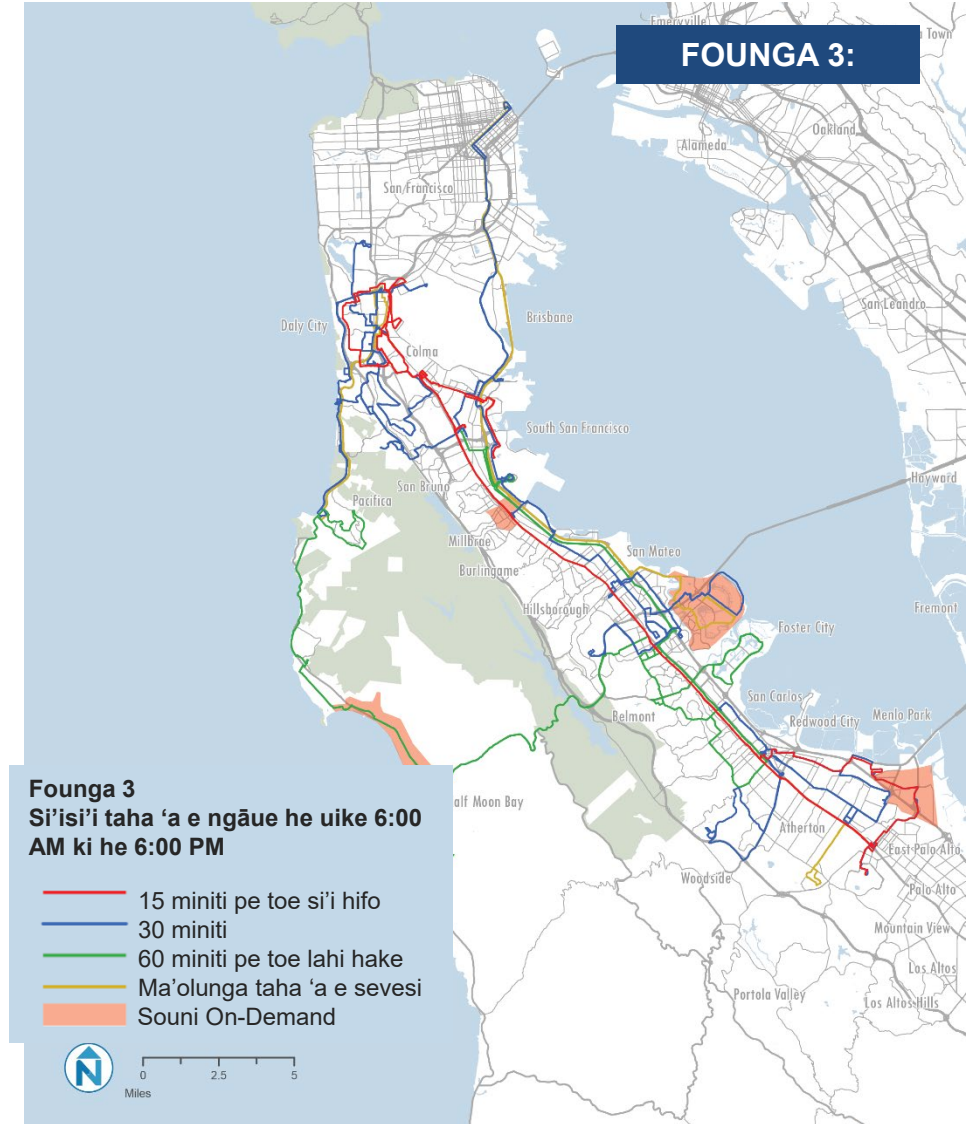 Emeryville
Town
FOUNGA 3:
Oakland
Alameda
San Francisco
San Leandro
Daly City
Brisbane
Colma
South San Francisco
Hayward
San Bruno
Pacifica
Millbrae
San Mateo
Burlingame
Hillsborough
Fremont
Foster City
San Carlos
Belmont
Redwood City
Menlo Park
Half Moon Bay
Atherton
East Palo Alto
Woodside
Palo Alto
Mountain View
Los Altos
Portola Valley
Los Altos Hills
Founga 3
Si'isi'i taha ‘a e ngāue he uike 6:00
AM ki he 6:00 PM
15 miniti pe toe si’i hifo
30 miniti
60 miniti pe toe lahi hake
Ma’olunga taha ‘a e sevesi
Souni On-Demand
N
0 2.5 5
Miles